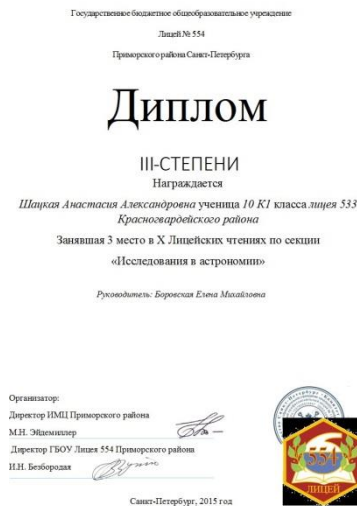 Государственное бюджетное общеобразовательное учреждение
Лицей № 554
Приморского района Санкт-Петербурга
Диплом
III-СТЕПЕНИ
Награждается
Шацкая Анастасия Александровна ученица 10 К1 класса лицея 533
Красногвардейского района
Занявшая 3 место в X Лицейских чтениях по секции
«Исследования в астрономии»
Руководитель: Боровская Елена Михайловна
Организатор:
Директор ИМЦ Приморского района
М.Н. Эйдемиллер
Директор ГБОУ Лицея 554 Приморского района
И.Н. Безбородая
554
ЛИЦЕЙ
Санкт-Петербург, 2015 год